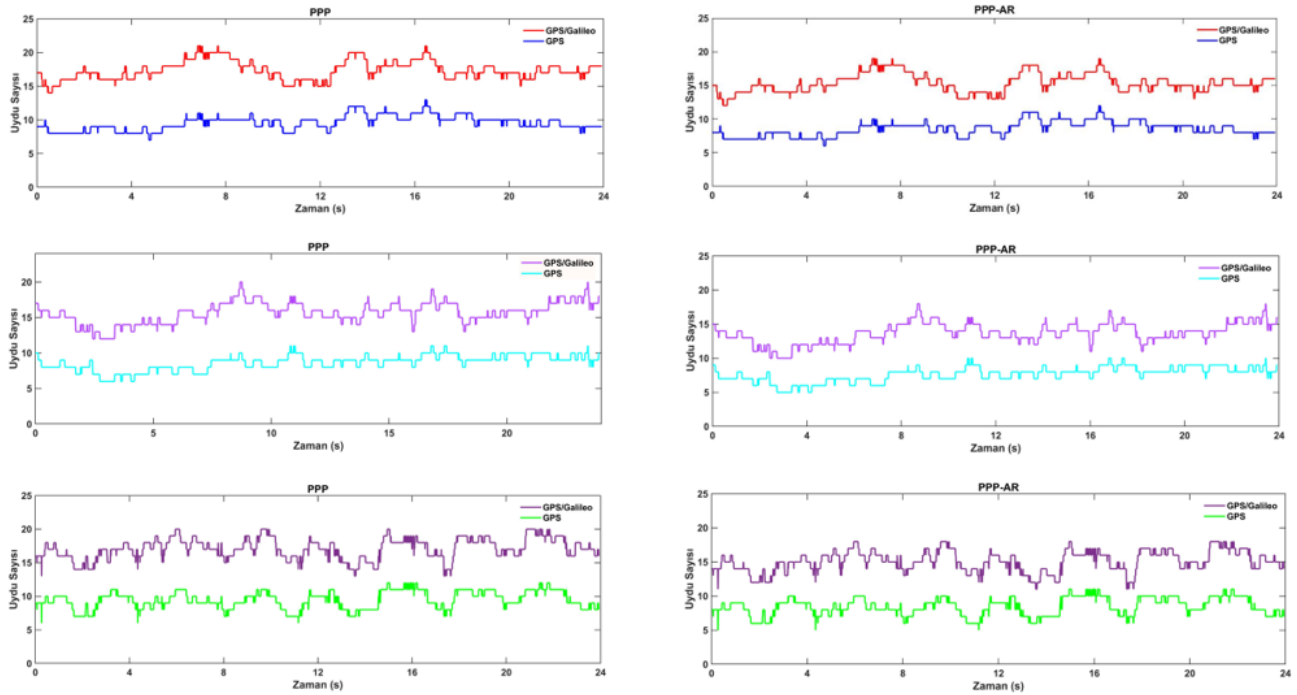 PPP
25
20
15
10
5
0
Uydu Sayısı
GPS/Galileo
GPS
0 4 8 12 16 20 24
Zaman (s)
PPP-AR
25
20
15
10
5
0
Uydu Sayısı
GPS/Galileo
GPS
0 4 8 12 16 20 24
Zaman (s)
PPP
20
15
10
5
0
Uydu Sayısı
GPS/Galileo
GPS
0 5 10 15 20
Zaman (s)
PPP-AR
25
20
15
10
5
0
Uydu Sayısı
GPS/Galileo
GPS
0 4 8 12 16 20 24
Zaman (s)
PPP
25
20
15
10
5
0
Uydu Sayısı
GPS/Galileo
GPS
0 4 8 12 16 20 24
Zaman (s)
PPP-AR
25
20
15
10
5
0
Uydu Sayısı
GPS/Galileo
GPS
0 4 8 12 16 20 24
Zaman (s)